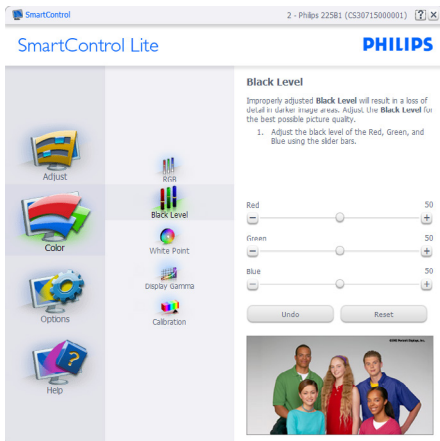 SmartControl
2 - Philips 225B1 (CS30715000001)
SmartControl Lite
PHILIPS
Adjust
Color
Options
Help
RGB
Black Level
White Point
Display Gamma
Calibration
Black Level
Improperly adjusted Black Level will result in a loss of
detail in darker image areas. Adjust the Black Level for
the best possible picture quality.
1. Adjust the black level of the Red, Green, and
Blue using the slider bars.
Red 50
Green 50
Blue 50
Undo Reset